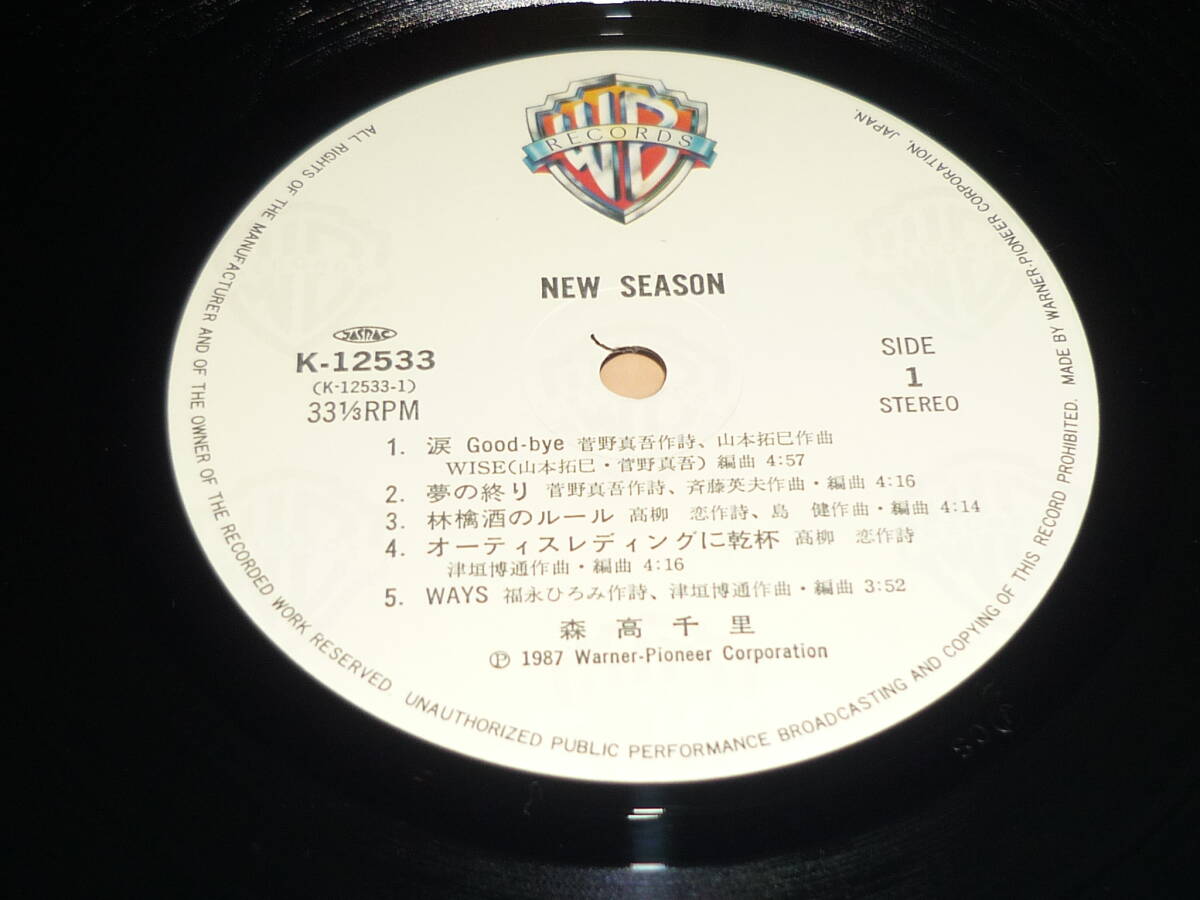 WB
RECORDS
NEW SEASON
JASRAC
K-12533
(K-12533-1)
33⅓RPM
SIDE
1
STEREO
1. 涙 Good-bye 菅野真吾作詩、山本拓巳作曲
WISE(山本拓巳・菅野真吾) 編曲 4:57
2. 夢の終り 菅野真吾作詩、斉藤英夫作曲・編曲 4:16
3. 林檎酒のルール 高柳 恋作詩、島 健作曲・編曲 4:14
4. オーティスレディングに乾杯 高柳 恋作詩
津垣博通作曲・編曲 4:16
5. WAYS 福永ひろみ作詩、津垣博通作曲・編曲 3:52
森高千里
Ⓟ 1987 Warner-Pioneer Corporation
ALL RIGHTS OF THE MANUFACTURER AND OF THE OWNER OF THE RECORDED WORK RESERVED. UNAUTHORIZED PUBLIC PERFORMANCE BROADCASTING AND COPYING OF THIS RECORD PROHIBITED. MADE BY WARNER-PIONEER CORPORATION, JAPAN.